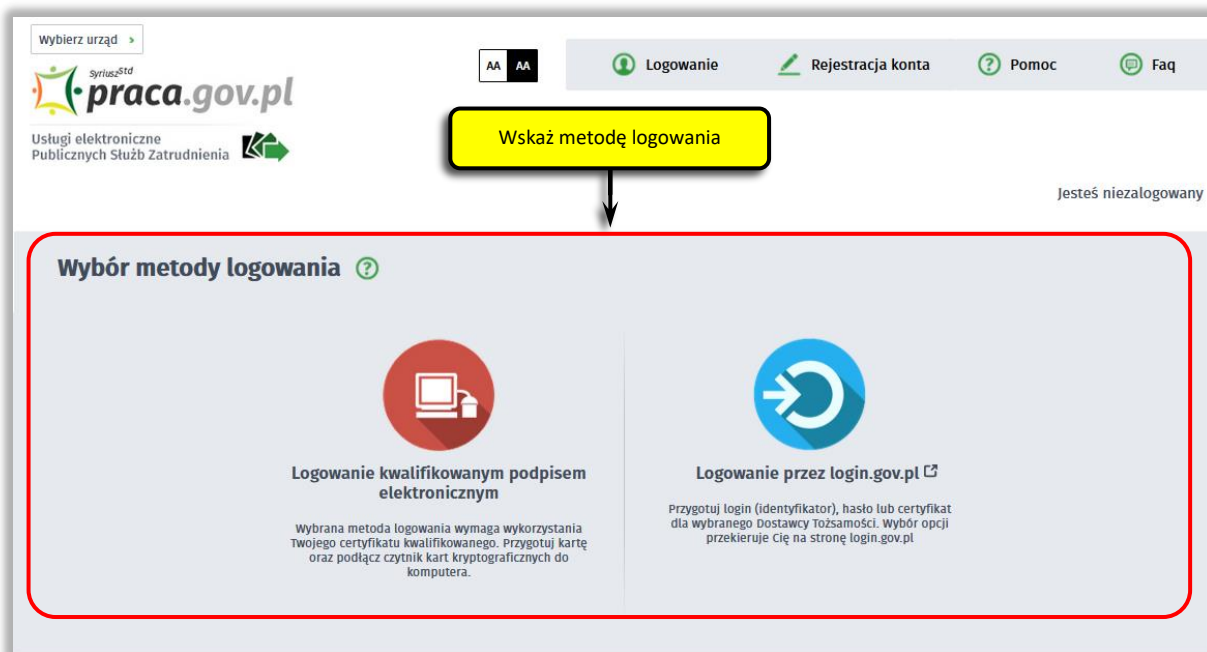 Wybierz urząd
SyriuszStd
praca.gov.pl
Usługi elektroniczne
Publicznych Służb Zatrudnienia
AA AA
Logowanie
Rejestracja konta
Pomoc
Faq
Wskaż metodę logowania
Jesteś niezalogowany
Wybór metody logowania
Logowanie kwalifikowanym podpisem
elektronicznym
Wybrana metoda logowania wymaga wykorzystania
Twojego certyfikatu kwalifikowanego. Przygotuj kartę
oraz podłącz czytnik kart kryptograficznych do
komputera.
Logowanie przez login.gov.pl
Przygotuj login (identyfikator), hasło lub certyfikat
dla wybranego Dostawcy Tożsamości. Wybór opcji
przekieruje Cię na stronę login.gov.pl